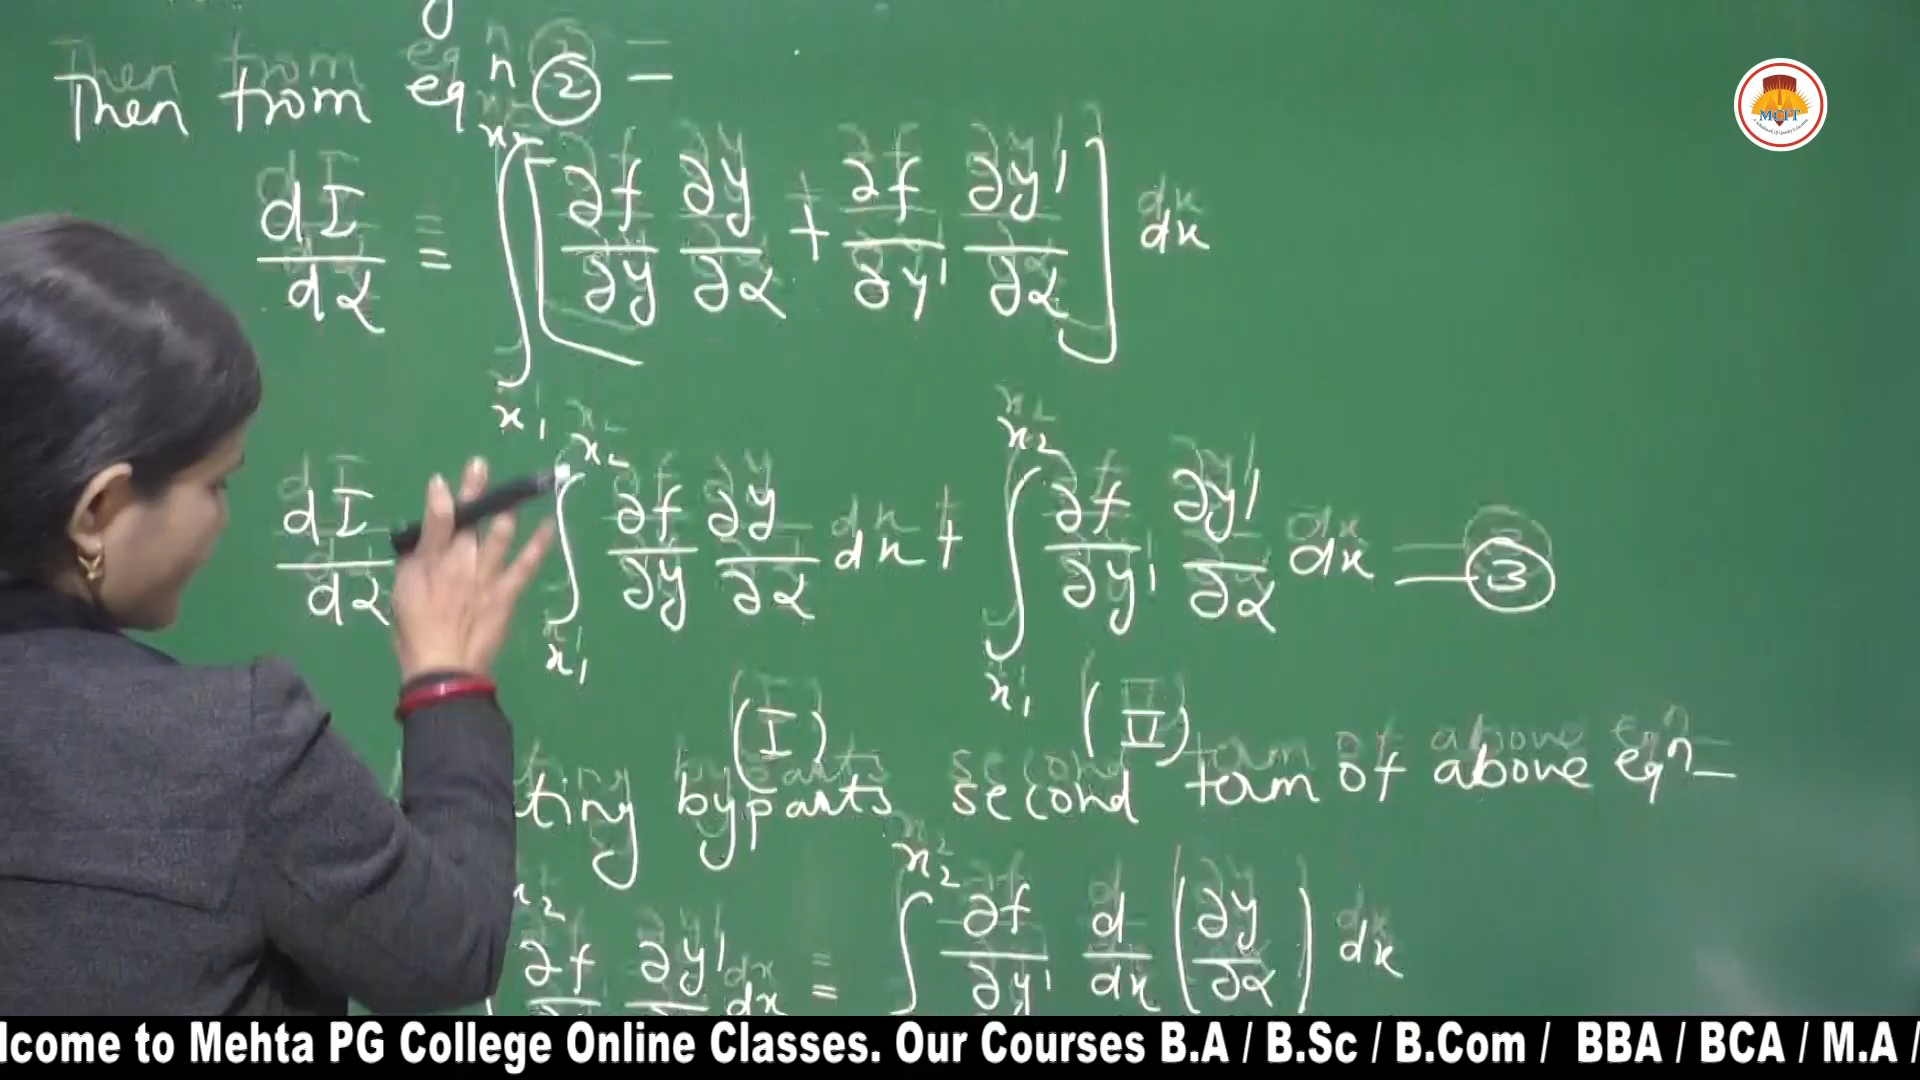 Then from eqn ② =
dI/dα = ∫x₁^x₂ [∂f/∂y ∂y/∂α + ∂f/∂y' ∂y'/∂α] dx
dI/dα ∫x₁^x₂ ∂f/∂y ∂y/∂α dx + ∫x₁^x₂ ∂f/∂y' ∂y'/∂α dx — ③
(I) (II)
ting by parts second term of above eqn –
x₂ ∂f ∂y' dx = ∫^x₂ ∂f/∂y' d/dx (∂y/∂α) dx
MCIT
lcome to Mehta PG College Online Classes. Our Courses B.A / B.Sc / B.Com / BBA / BCA / M.A /